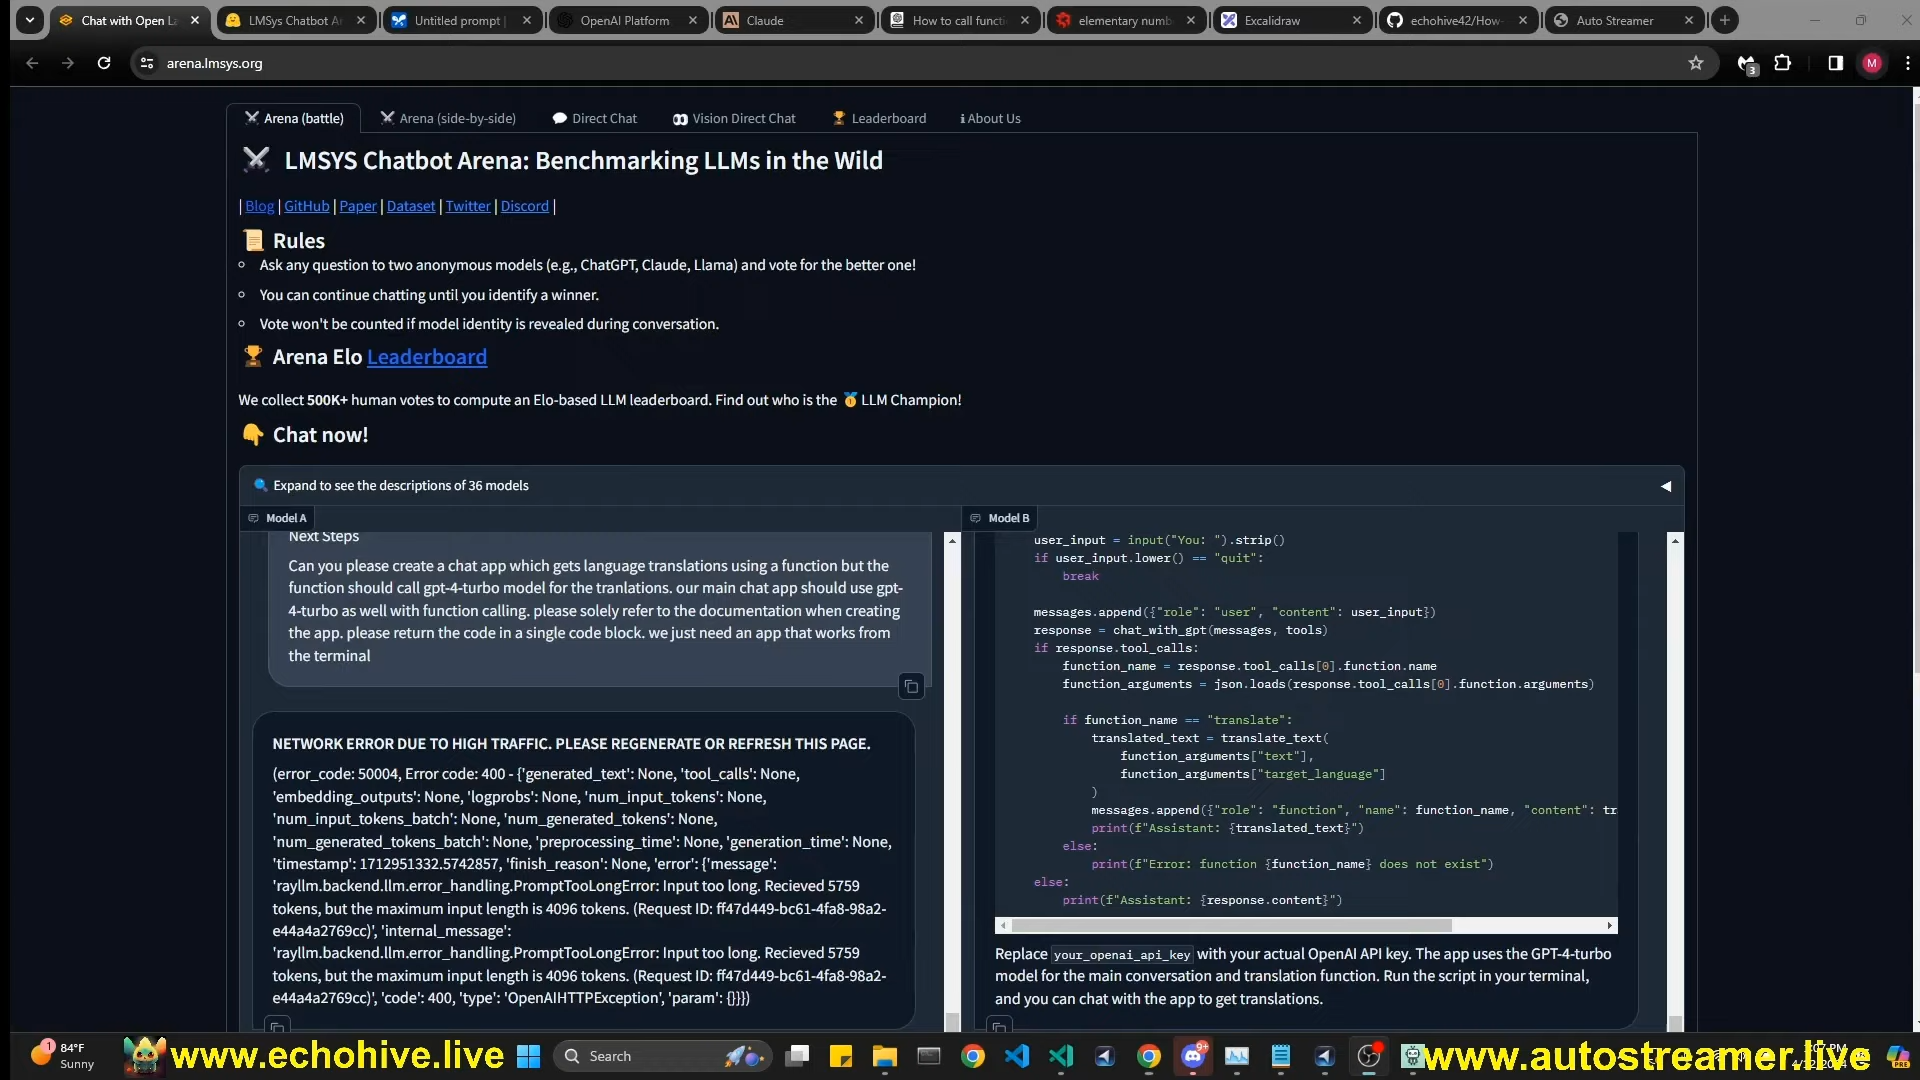 Chat with Open La
LMSys Chatbot A
Untitled prompt
OpenAI Platform
Claude
How to call functi
elementary numb
Excalidraw
echohive42/How-
Auto Streamer
arena.lmsys.org
3
M
Arena (battle)
Arena (side-by-side)
Direct Chat
Vision Direct Chat
Leaderboard
About Us
LMSYS Chatbot Arena: Benchmarking LLMs in the Wild
| Blog | GitHub | Paper | Dataset | Twitter | Discord |
Rules
Ask any question to two anonymous models (e.g., ChatGPT, Claude, Llama) and vote for the better one!
You can continue chatting until you identify a winner.
Vote won't be counted if model identity is revealed during conversation.
Arena Elo Leaderboard
We collect 500K+ human votes to compute an Elo-based LLM leaderboard. Find out who is the 🥇 LLM Champion!
Chat now!
Expand to see the descriptions of 36 models
Model A
Next Steps
Can you please create a chat app which gets language translations using a function but the
function should call gpt-4-turbo model for the tranlations. our main chat app should use gpt-
4-turbo as well with function calling. please solely refer to the documentation when creating
the app. please return the code in a single code block. we just need an app that works from
the terminal
NETWORK ERROR DUE TO HIGH TRAFFIC. PLEASE REGENERATE OR REFRESH THIS PAGE.
(error_code: 50004, Error code: 400 - {'generated_text': None, 'tool_calls': None,
'embedding_outputs': None, 'logprobs': None, 'num_input_tokens': None,
'num_input_tokens_batch': None, 'num_generated_tokens': None,
'num_generated_tokens_batch': None, 'preprocessing_time': None, 'generation_time': None,
'timestamp': 1712951332.5742857, 'finish_reason': None, 'error': {'message':
'rayllm.backend.llm.error_handling.PromptTooLongError: Input too long. Recieved 5759
tokens, but the maximum input length is 4096 tokens. (Request ID: ff47d449-bc61-4fa8-98a2-
e44a4a2769cc)', 'internal_message':
'rayllm.backend.llm.error_handling.PromptTooLongError: Input too long. Recieved 5759
tokens, but the maximum input length is 4096 tokens. (Request ID: ff47d449-bc61-4fa8-98a2-
e44a4a2769cc)', 'code': 400, 'type': 'OpenAIHTTPException', 'param': {}}})
Model B
user_input = input("You: ").strip()
if user_input.lower() == "quit":
break
messages.append({"role": "user", "content": user_input})
response = chat_with_gpt(messages, tools)
if response.tool_calls:
function_name = response.tool_calls[0].function.name
function_arguments = json.loads(response.tool_calls[0].function.arguments)
if function_name == "translate":
translated_text = translate_text(
function_arguments["text"],
function_arguments["target_language"]
)
messages.append({"role": "function", "name": function_name, "content": tr
print(f"Assistant: {translated_text}")
else:
print(f"Error: function {function_name} does not exist")
else:
print(f"Assistant: {response.content}")
Replace your_openai_api_key with your actual OpenAI API key. The app uses the GPT-4-turbo
model for the main conversation and translation function. Run the script in your terminal,
and you can chat with the app to get translations.
1
84°F
Sunny
www.echohive.live
Search
9+
www.autostreamer.live
PRE